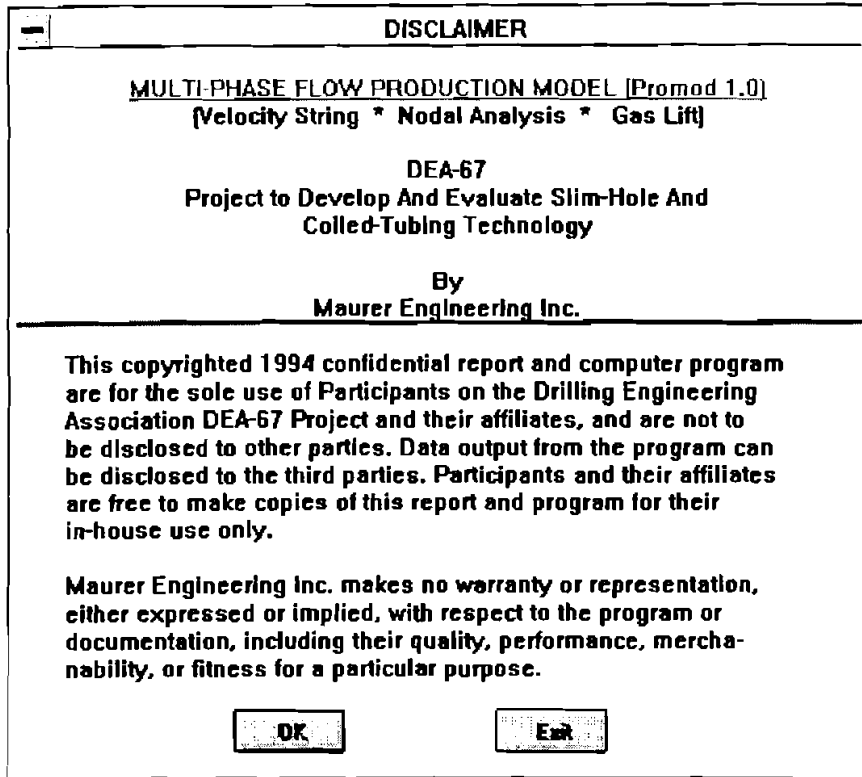 DISCLAIMER
MULTI-PHASE FLOW PRODUCTION MODEL [Promod 1.0]
[Velocity String * Nodal Analysis * Gas Lift]
DEA-67
Project to Develop And Evaluate Slim-Hole And
Coiled-Tubing Technology
By
Maurer Engineering Inc.
This copyrighted 1994 confidential report and computer program
are for the sole use of Participants on the Drilling Engineering
Association DEA-67 Project and their affiliates, and are not to
be disclosed to other parties. Data output from the program can
be disclosed to the third parties. Participants and their affiliates
are free to make copies of this report and program for their
in-house use only.
Maurer Engineering Inc. makes no warranty or representation,
either expressed or implied, with respect to the program or
documentation, including their quality, performance, mercha-
nability, or fitness for a particular purpose.
OK
Exit